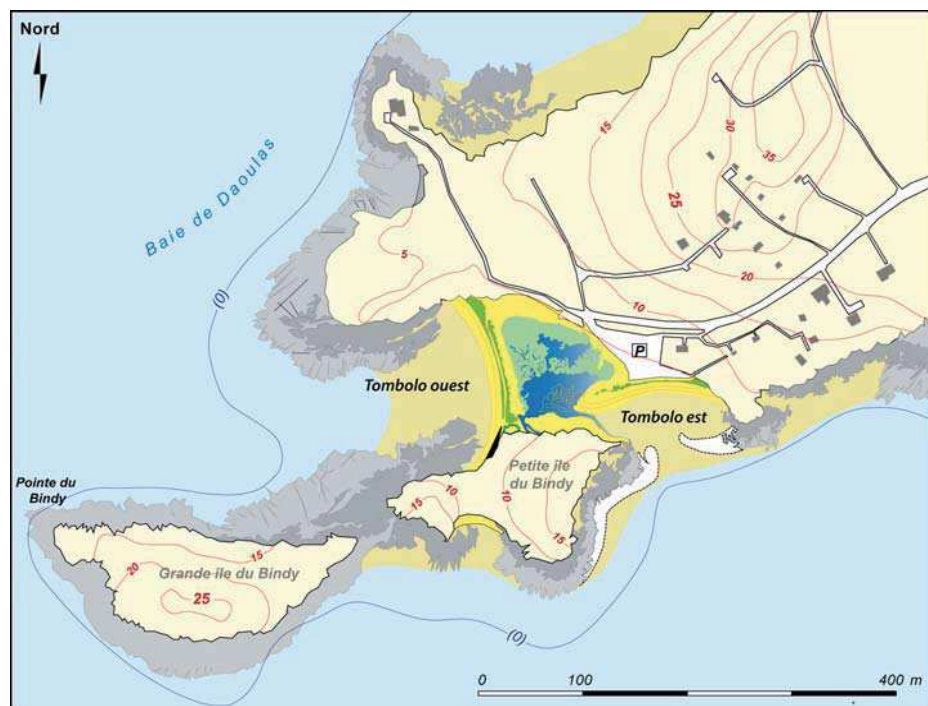 Nord
Baie de Daoulas
15
30
35
25
5
20
10
(0)
P
Tombolo ouest
Tombolo est
Petite île
du Bindy
10
15
10
15
Pointe du
Bindy
15
20
Grande île du Bindy
25
(0)
0
100
400 m